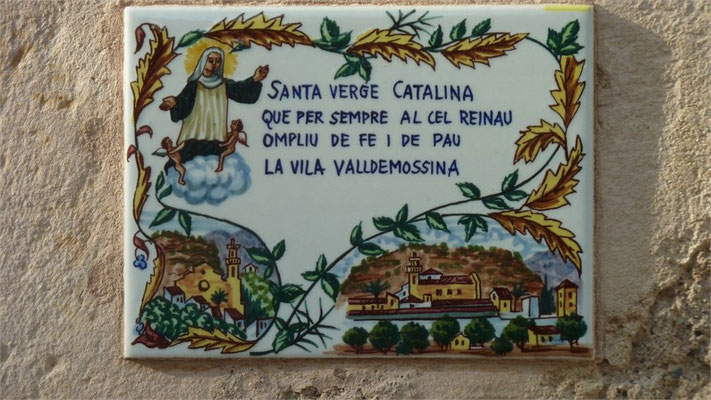 SANTA VERGE CATALINA
QUE PER SEMPRE AL CEL REINAU
OMPLIU DE FE I DE PAU
LA VILA VALLDEMOSSINA